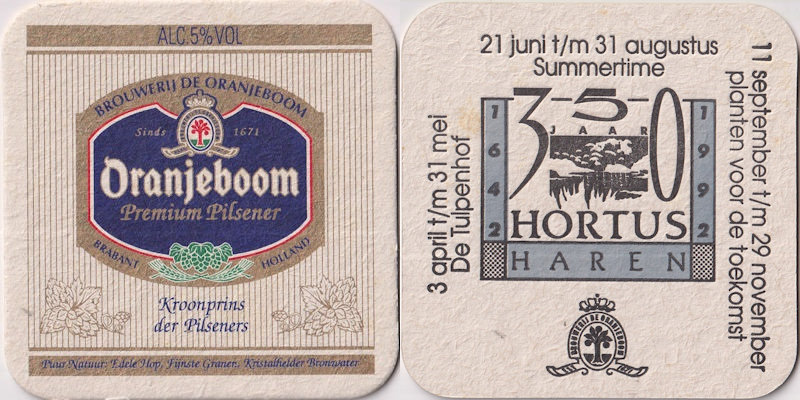 ALC. 5% VOL
BROUWERIJ DE ORANJEBOOM
Sinds 1671
Oranjeboom
Premium Pilsener
BRABANT HOLLAND
Kroonprins
der Pilseners
Puur Natuur: Edele Hop, Fijnste Granen, Kristalhelder Bronwater
21 juni t/m 31 augustus
Summertime
3 april t/m 31 mei
De Tulpenhof
11 september t/m 29 november
planten voor de toekomst
3-5-0
JAAR
1642
1992
HORTUS
HAREN
BROUWERIJ DE ORANJEBOOM